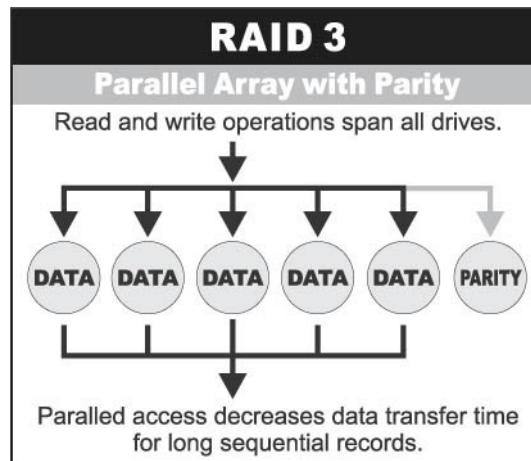 RAID 3
Parallel Array with Parity
Read and write operations span all drives.
DATA DATA DATA DATA DATA PARITY
Paralled access decreases data transfer time
for long sequential records.